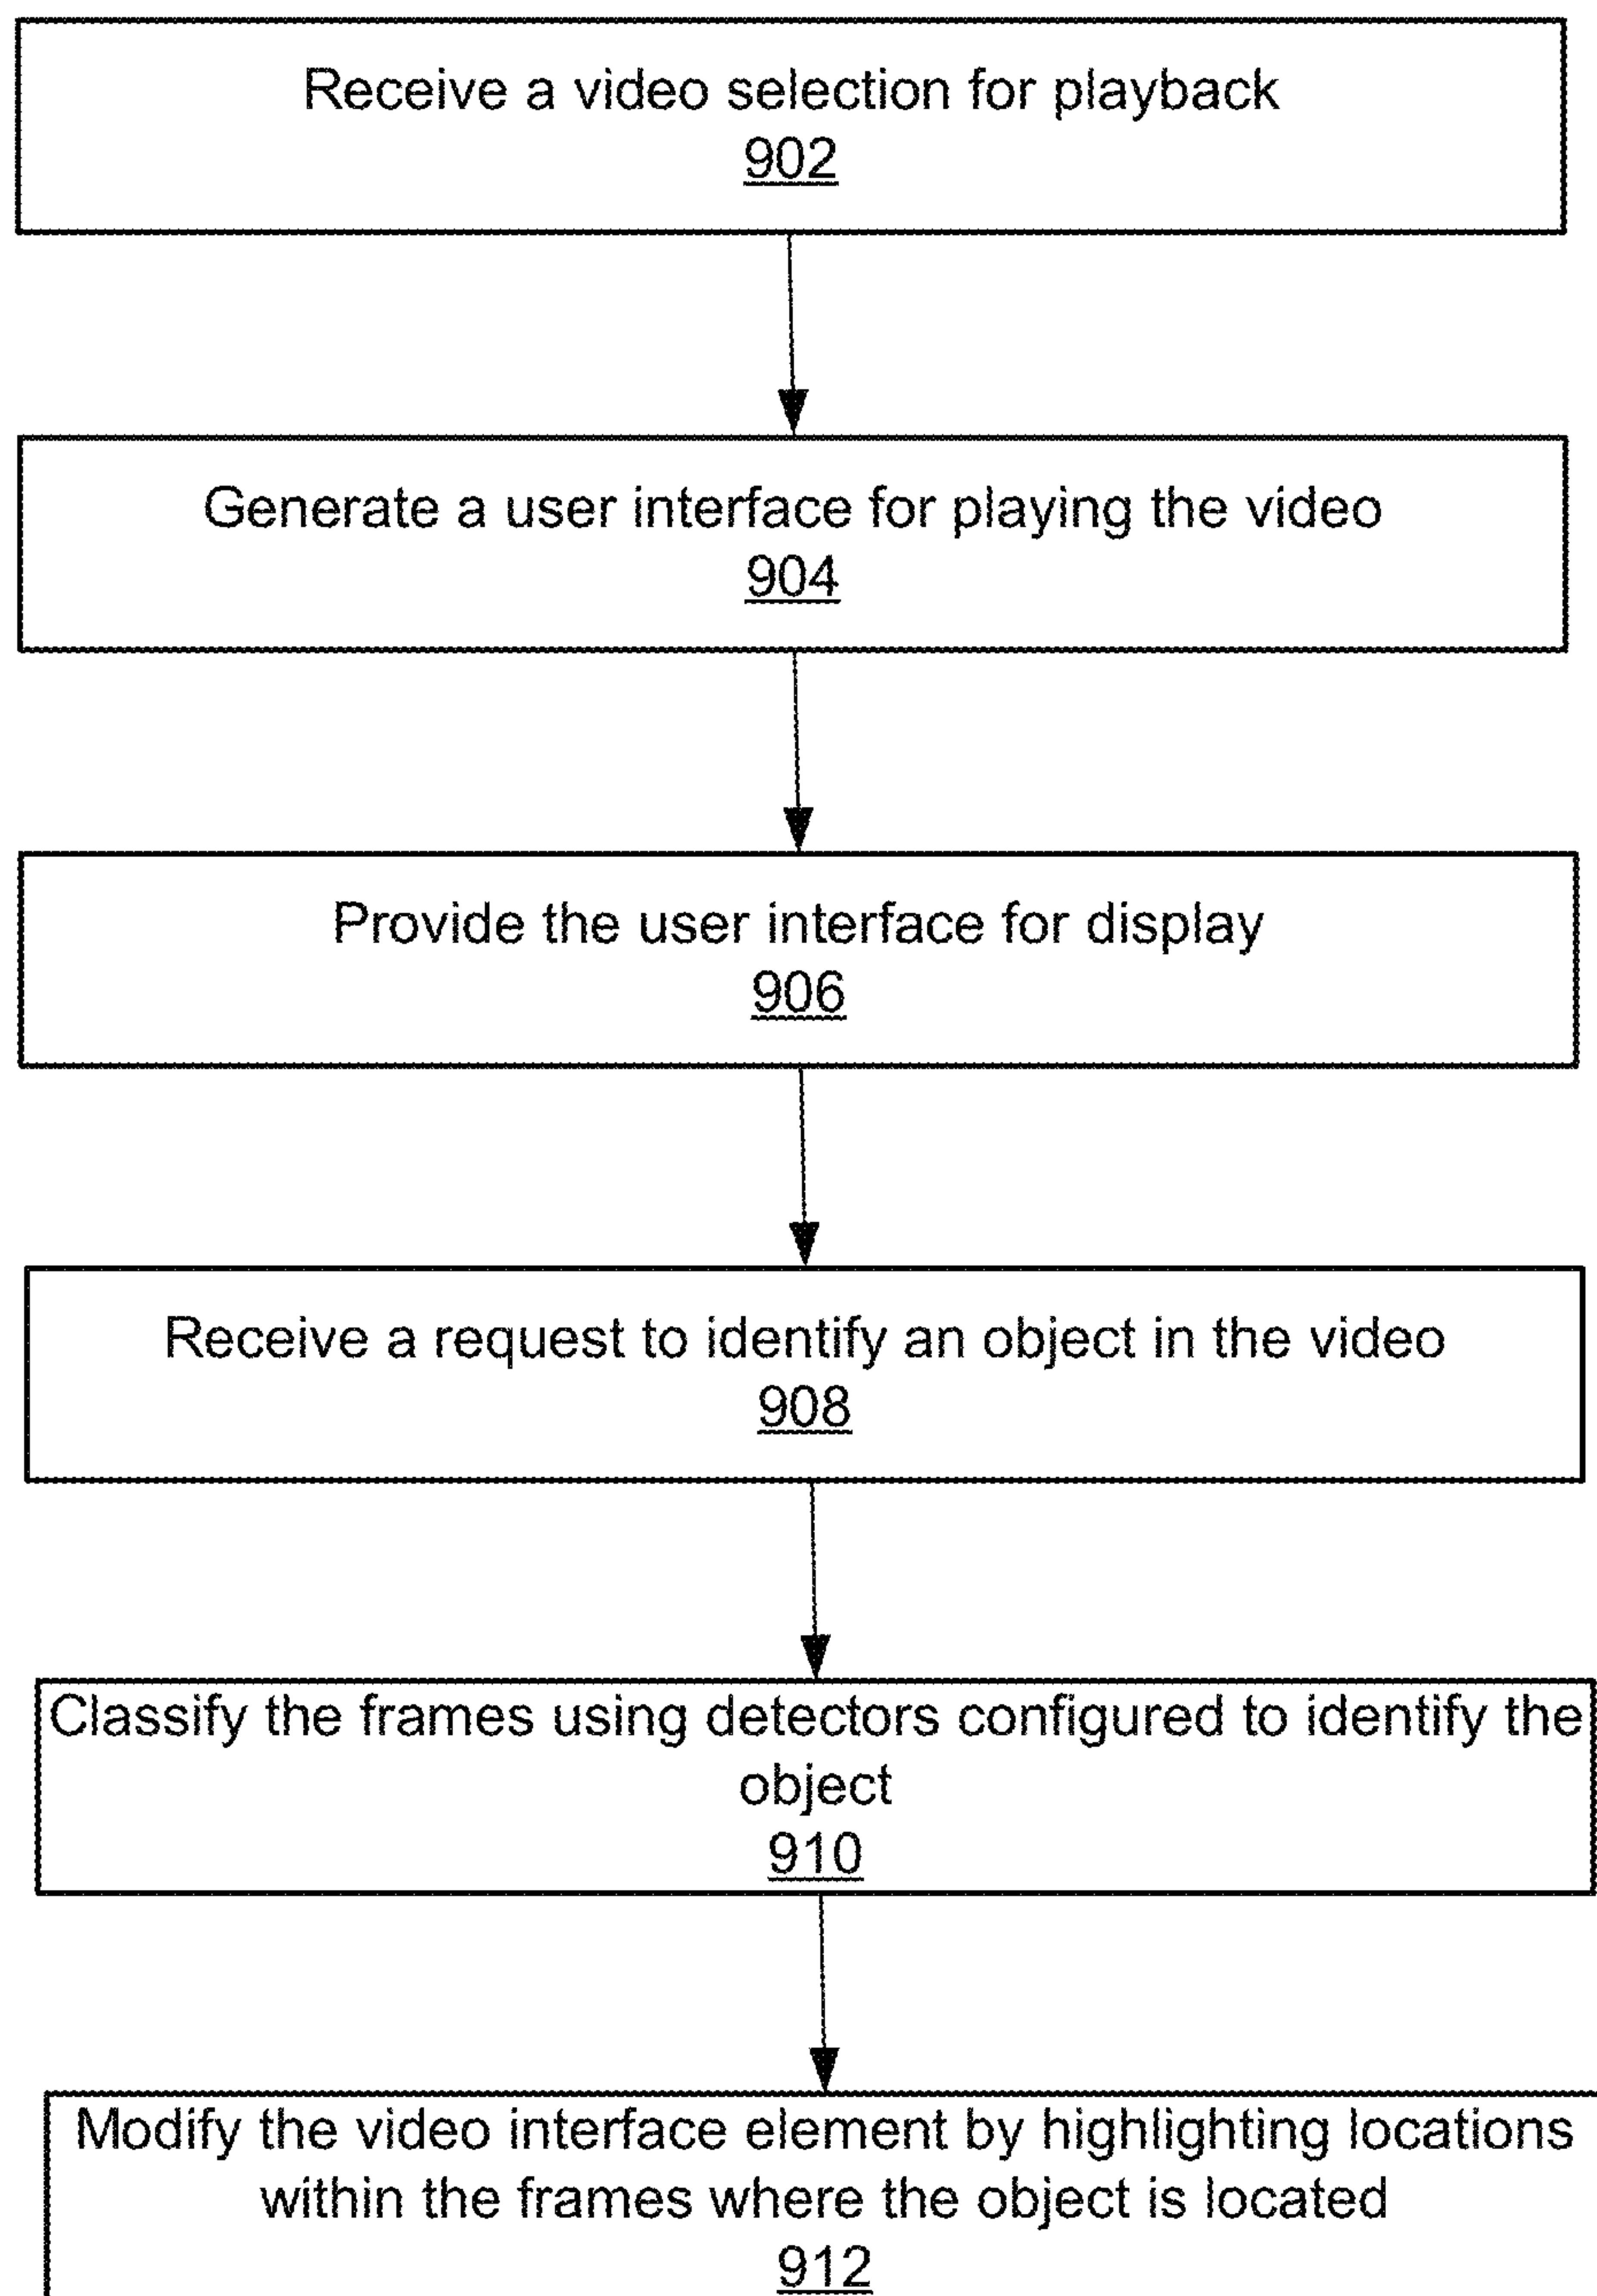 Receive a video selection for playback
902
Generate a user interface for playing the video
904
Provide the user interface for display
906
Receive a request to identify an object in the video
908
Classify the frames using detectors configured to identify the
object
910
Modify the video interface element by highlighting locations
within the frames where the object is located
912